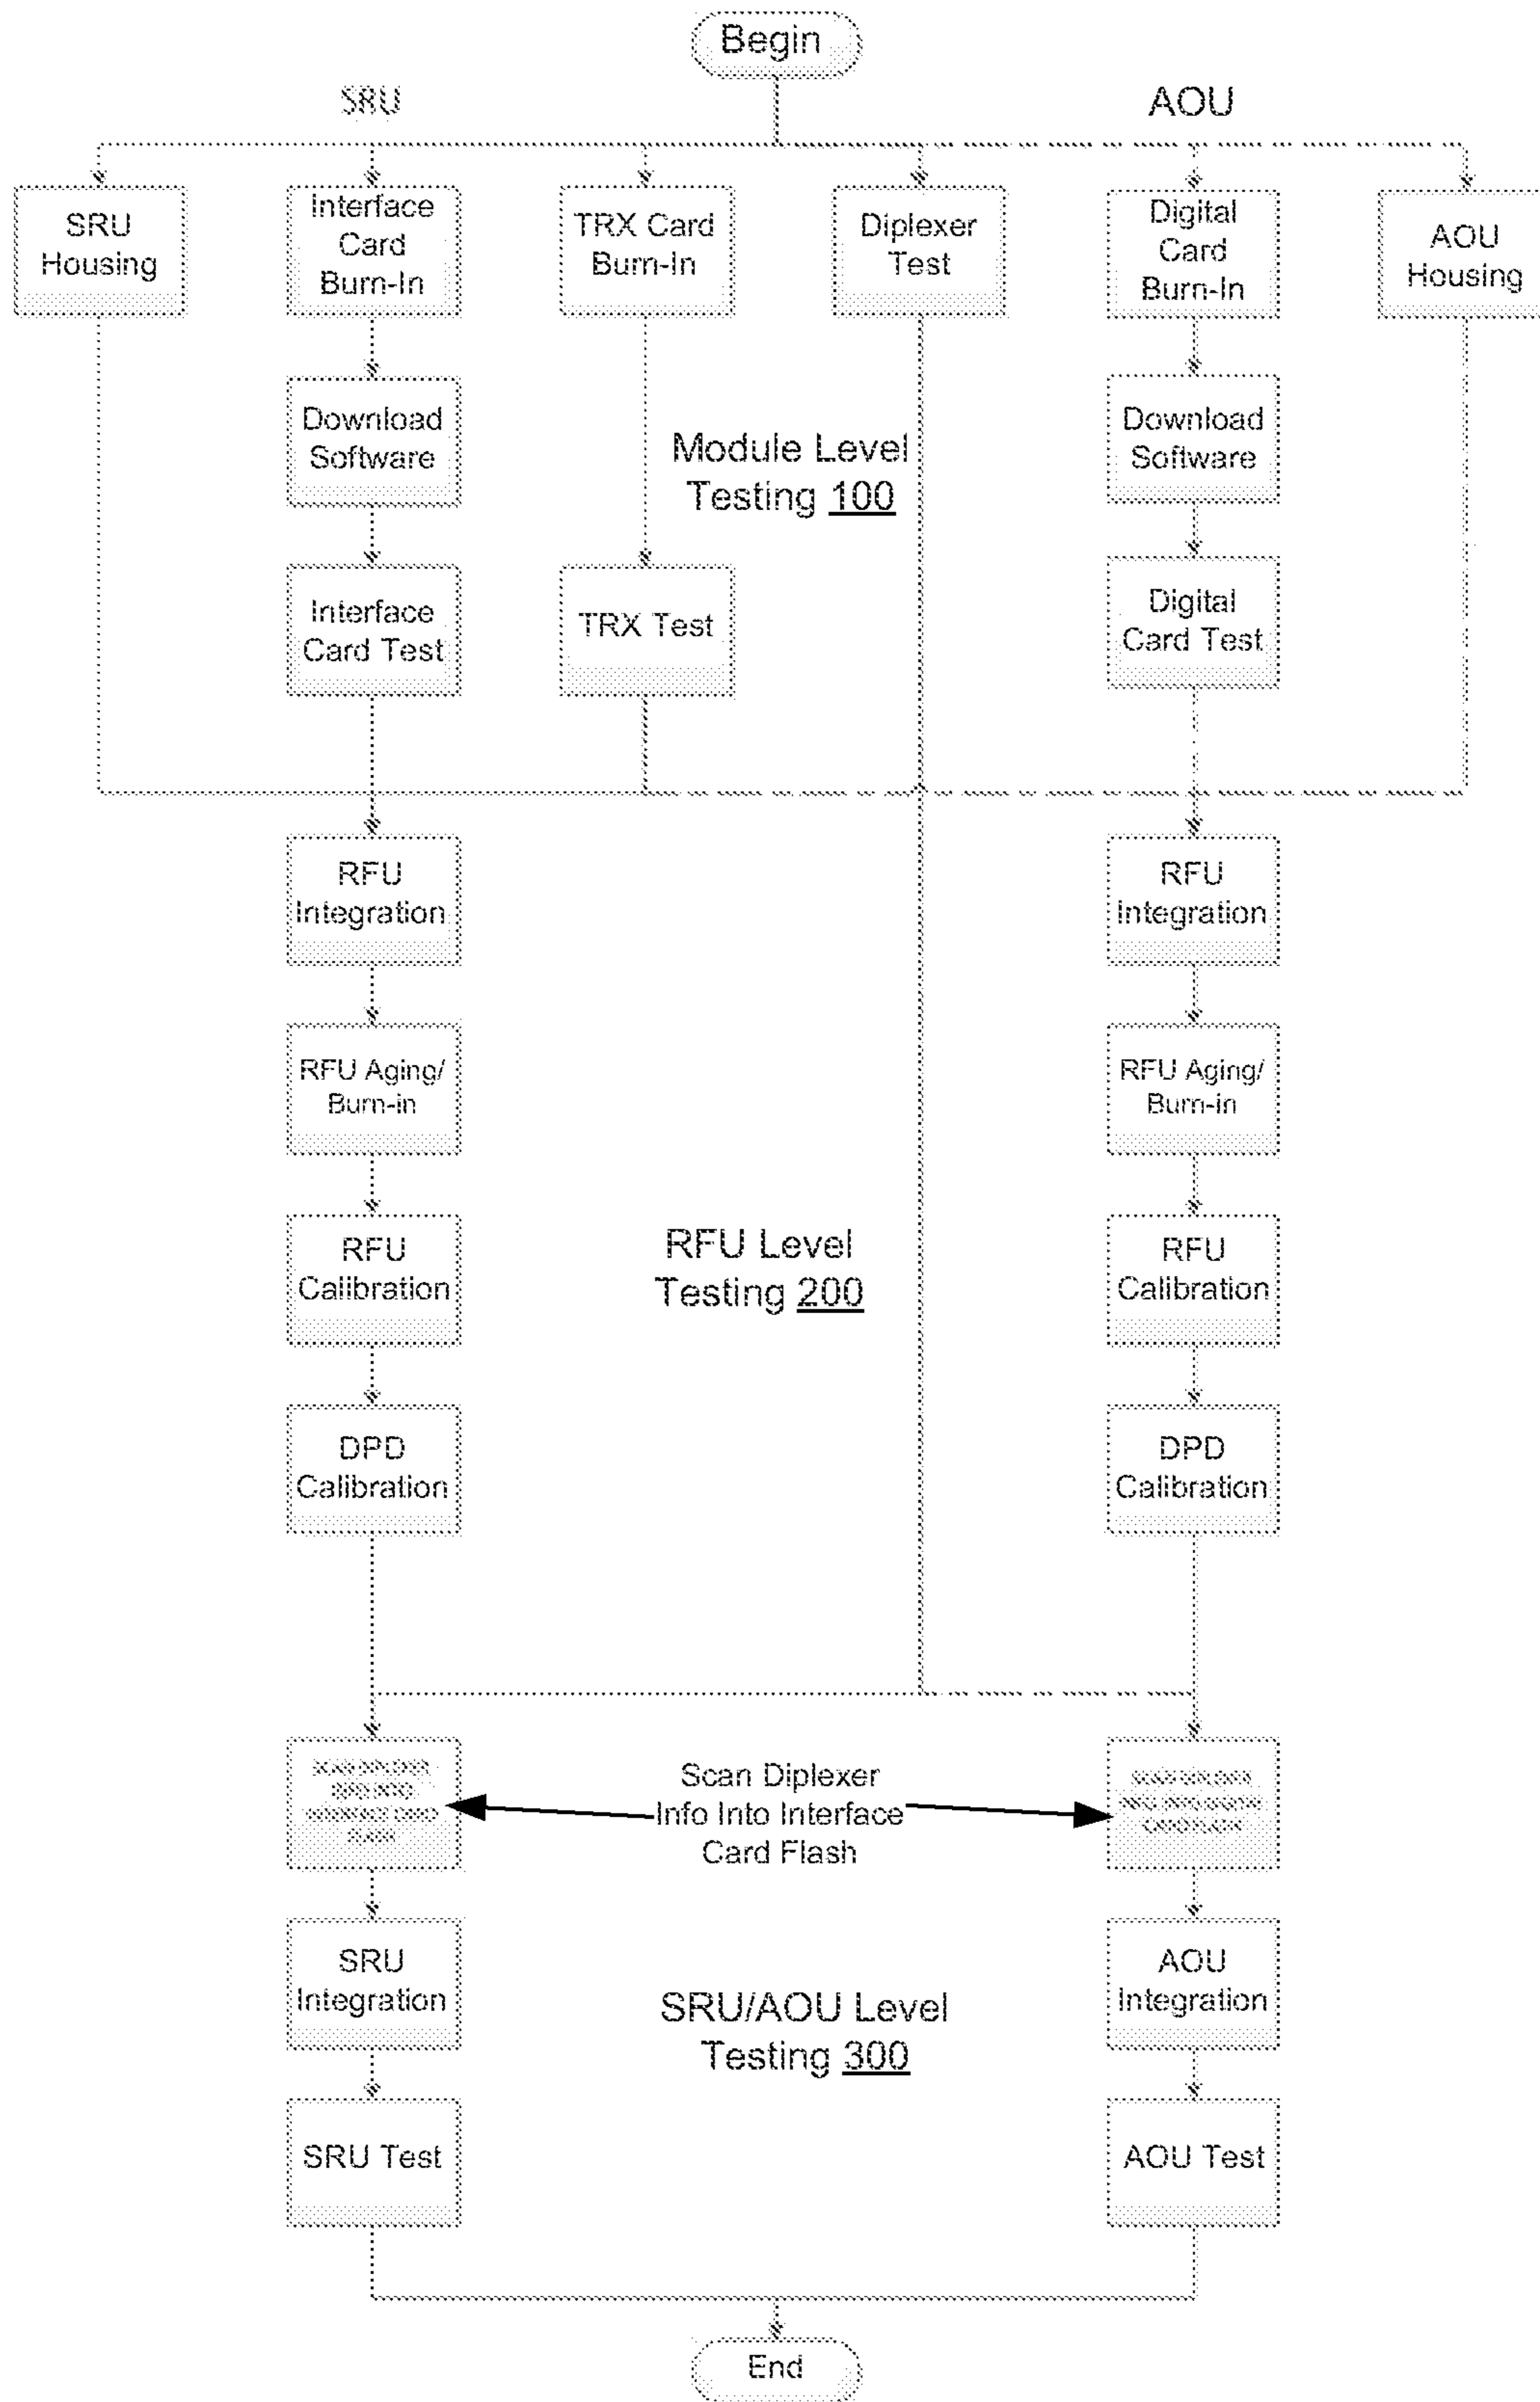 Begin
SRU
AOU
SRU
Housing
Interface
Card
Burn-In
TRX Card
Burn-In
Diplexer
Test
Digital
Card
Burn-In
AOU
Housing
Download
Software
Download
Software
Module Level
Testing 100
Interface
Card Test
TRX Test
Digital
Card Test
RFU
Integration
RFU
Integration
RFU Aging/
Burn-in
RFU Aging/
Burn-in
RFU
Calibration
RFU Level
Testing 200
RFU
Calibration
DPD
Calibration
DPD
Calibration
Scan Diplexer
Info Into Interface
Card Flash
SRU
Integration
SRU/AOU Level
Testing 300
AOU
Integration
SRU Test
AOU Test
End